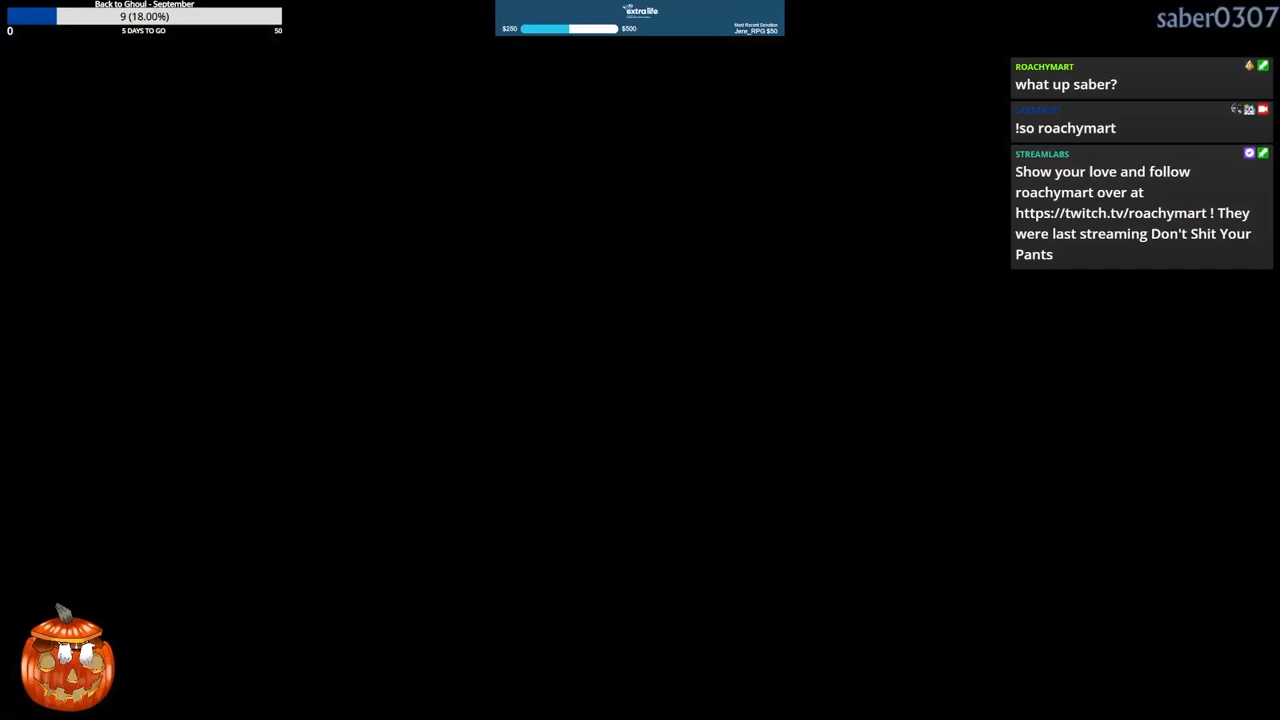 Back to Ghoul - September
9 (18.00%)
0
5 DAYS TO GO
50
extralife
$250
$500
Most Recent Donation
Jere_RPG $50
saber0307
ROACHYMART
what up saber?
!so roachymart
STREAMLABS
Show your love and follow
roachymart over at
https://twitch.tv/roachymart ! They
were last streaming Don't Shit Your
Pants